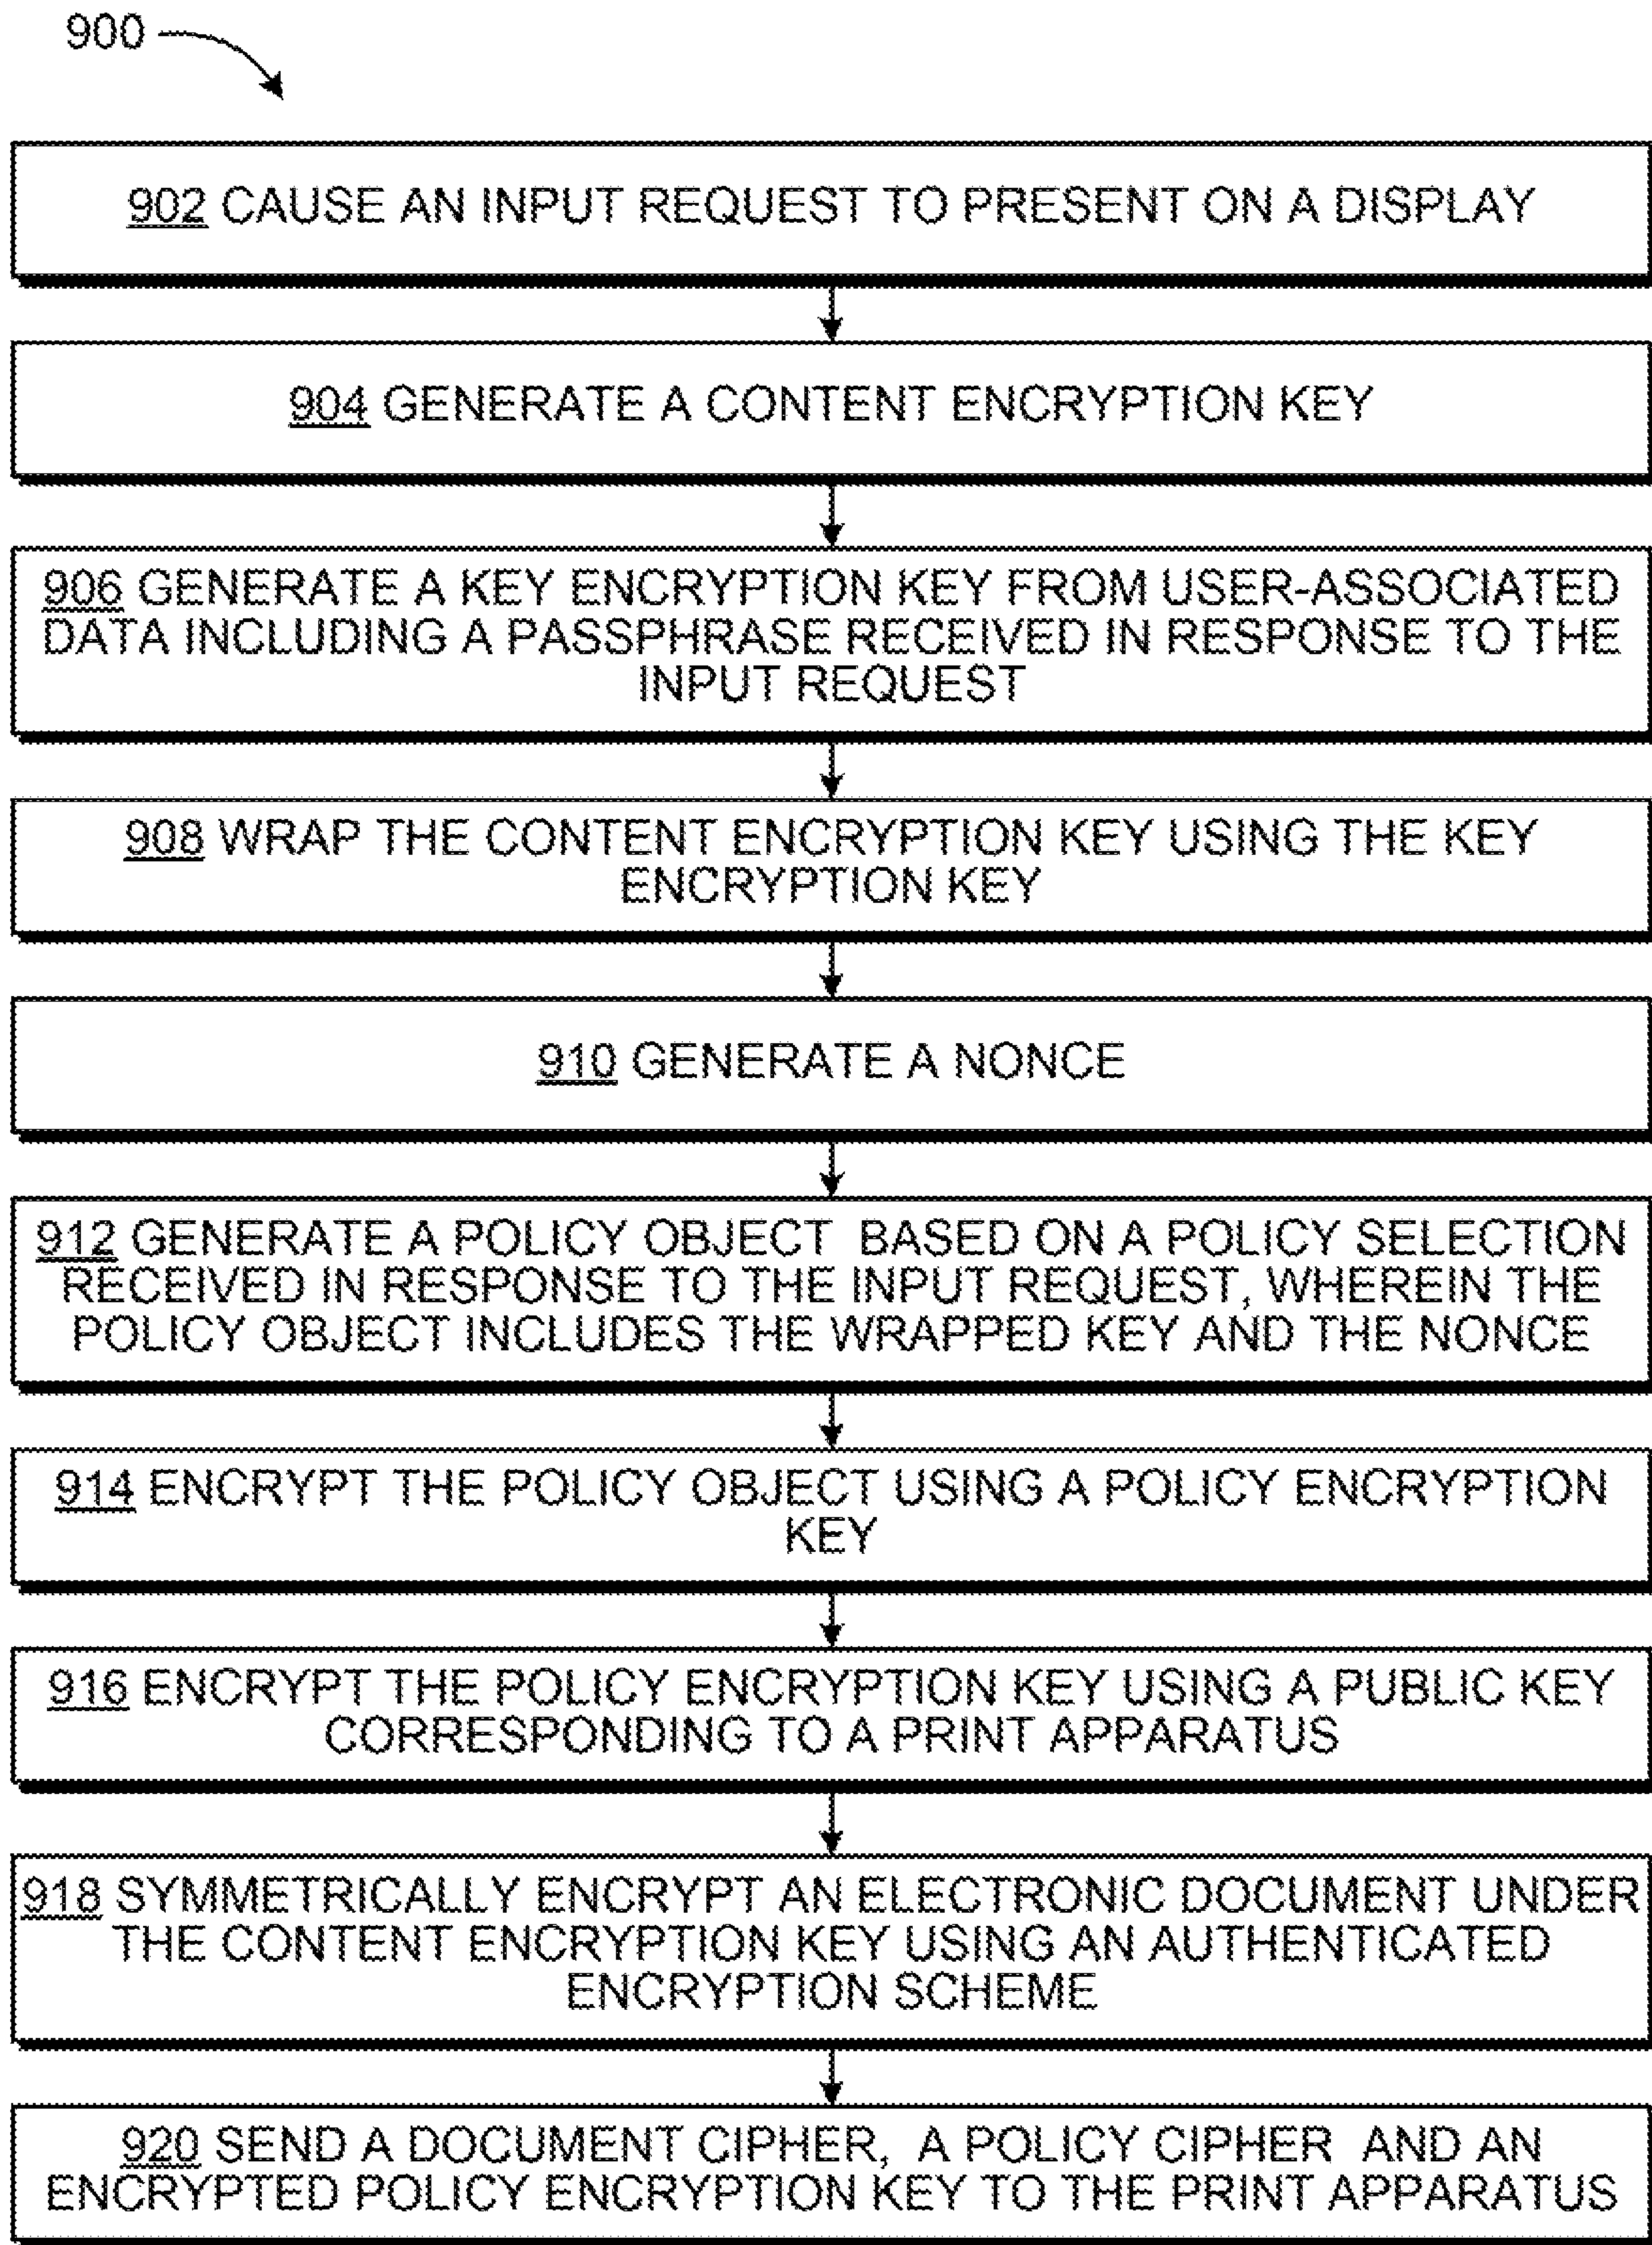 900
902 CAUSE AN INPUT REQUEST TO PRESENT ON A DISPLAY
904 GENERATE A CONTENT ENCRYPTION KEY
906 GENERATE A KEY ENCRYPTION KEY FROM USER-ASSOCIATED
DATA INCLUDING A PASSPHRASE RECEIVED IN RESPONSE TO THE
INPUT REQUEST
908 WRAP THE CONTENT ENCRYPTION KEY USING THE KEY
ENCRYPTION KEY
910 GENERATE A NONCE
912 GENERATE A POLICY OBJECT BASED ON A POLICY SELECTION
RECEIVED IN RESPONSE TO THE INPUT REQUEST, WHEREIN THE
POLICY OBJECT INCLUDES THE WRAPPED KEY AND THE NONCE
914 ENCRYPT THE POLICY OBJECT USING A POLICY ENCRYPTION
KEY
916 ENCRYPT THE POLICY ENCRYPTION KEY USING A PUBLIC KEY
CORRESPONDING TO A PRINT APPARATUS
918 SYMMETRICALLY ENCRYPT AN ELECTRONIC DOCUMENT UNDER
THE CONTENT ENCRYPTION KEY USING AN AUTHENTICATED
ENCRYPTION SCHEME
920 SEND A DOCUMENT CIPHER, A POLICY CIPHER AND AN
ENCRYPTED POLICY ENCRYPTION KEY TO THE PRINT APPARATUS